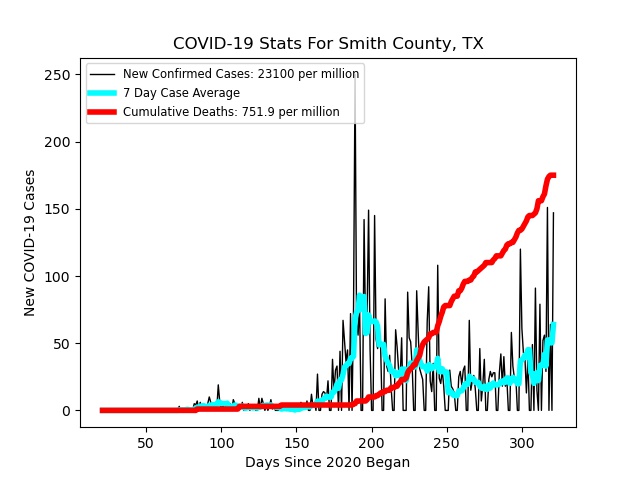 COVID-19 Stats For Smith County, TX
250
200
150
100
50
0
New COVID-19 Cases
New Confirmed Cases: 23100 per million
7 Day Case Average
Cumulative Deaths: 751.9 per million
50 100 150 200 250 300
Days Since 2020 Began